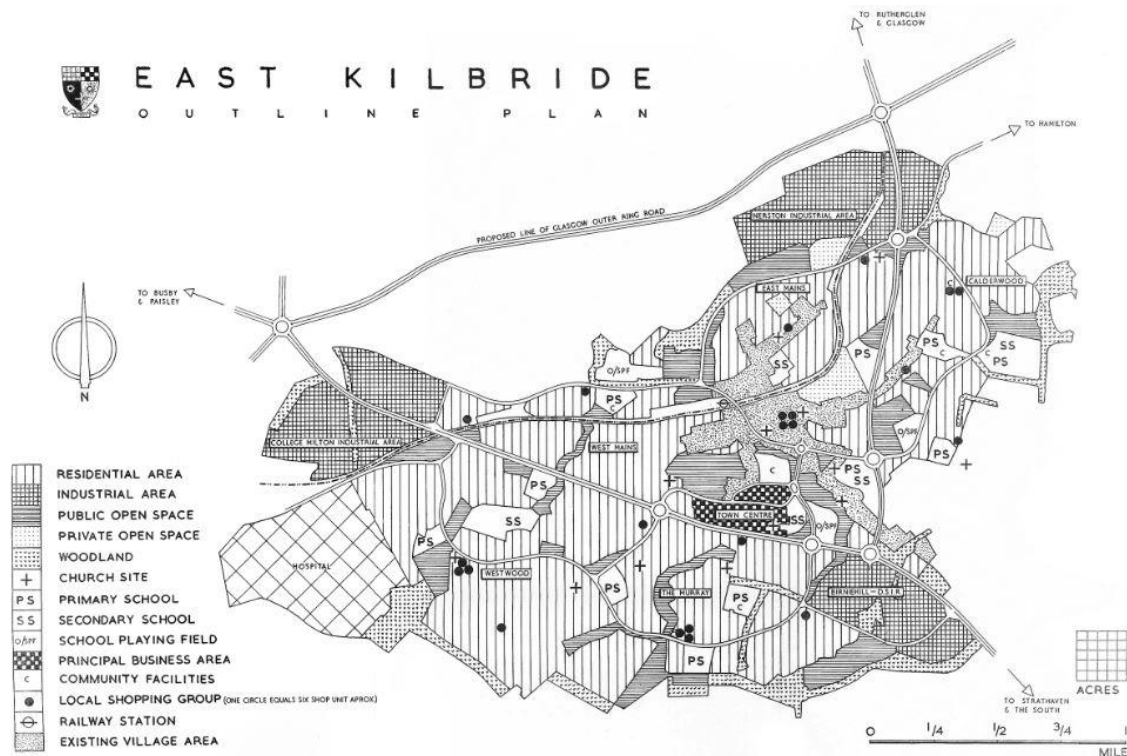 EAST KILBRIDE
OUTLINE PLAN
TO RUTHERGLEN
& GLASGOW
TO HAMILTON
NERSTON INDUSTRIAL AREA
PROPOSED LINE OF GLASGOW OUTER RING ROAD
TO BUSBY
& PAISLEY
EAST MAINS
C
CALDERWOOD
N
O/SPF
SS
PS
PS
C
C
SS
PS
PS
C
COLLEGE MILTON INDUSTRIAL AREA
WEST MAINS
O/SPF
PS
C
PS
SS
PS
SS
TOWN CENTRE
SS
O/SPF
PS
HOSPITAL
WESTWOOD
PS
THE MURRAY
PS
C
BIRNIEHILL - D.S.I.R.
PS
RESIDENTIAL AREA
INDUSTRIAL AREA
PUBLIC OPEN SPACE
PRIVATE OPEN SPACE
WOODLAND
CHURCH SITE
PS PRIMARY SCHOOL
SS SECONDARY SCHOOL
O/SPF SCHOOL PLAYING FIELD
PRINCIPAL BUSINESS AREA
C COMMUNITY FACILITIES
LOCAL SHOPPING GROUP (ONE CIRCLE EQUALS SIX SHOP UNIT APROX)
RAILWAY STATION
EXISTING VILLAGE AREA
ACRES
TO STRATHAVEN
& THE SOUTH
0 1/4 1/2 3/4 1
MILE